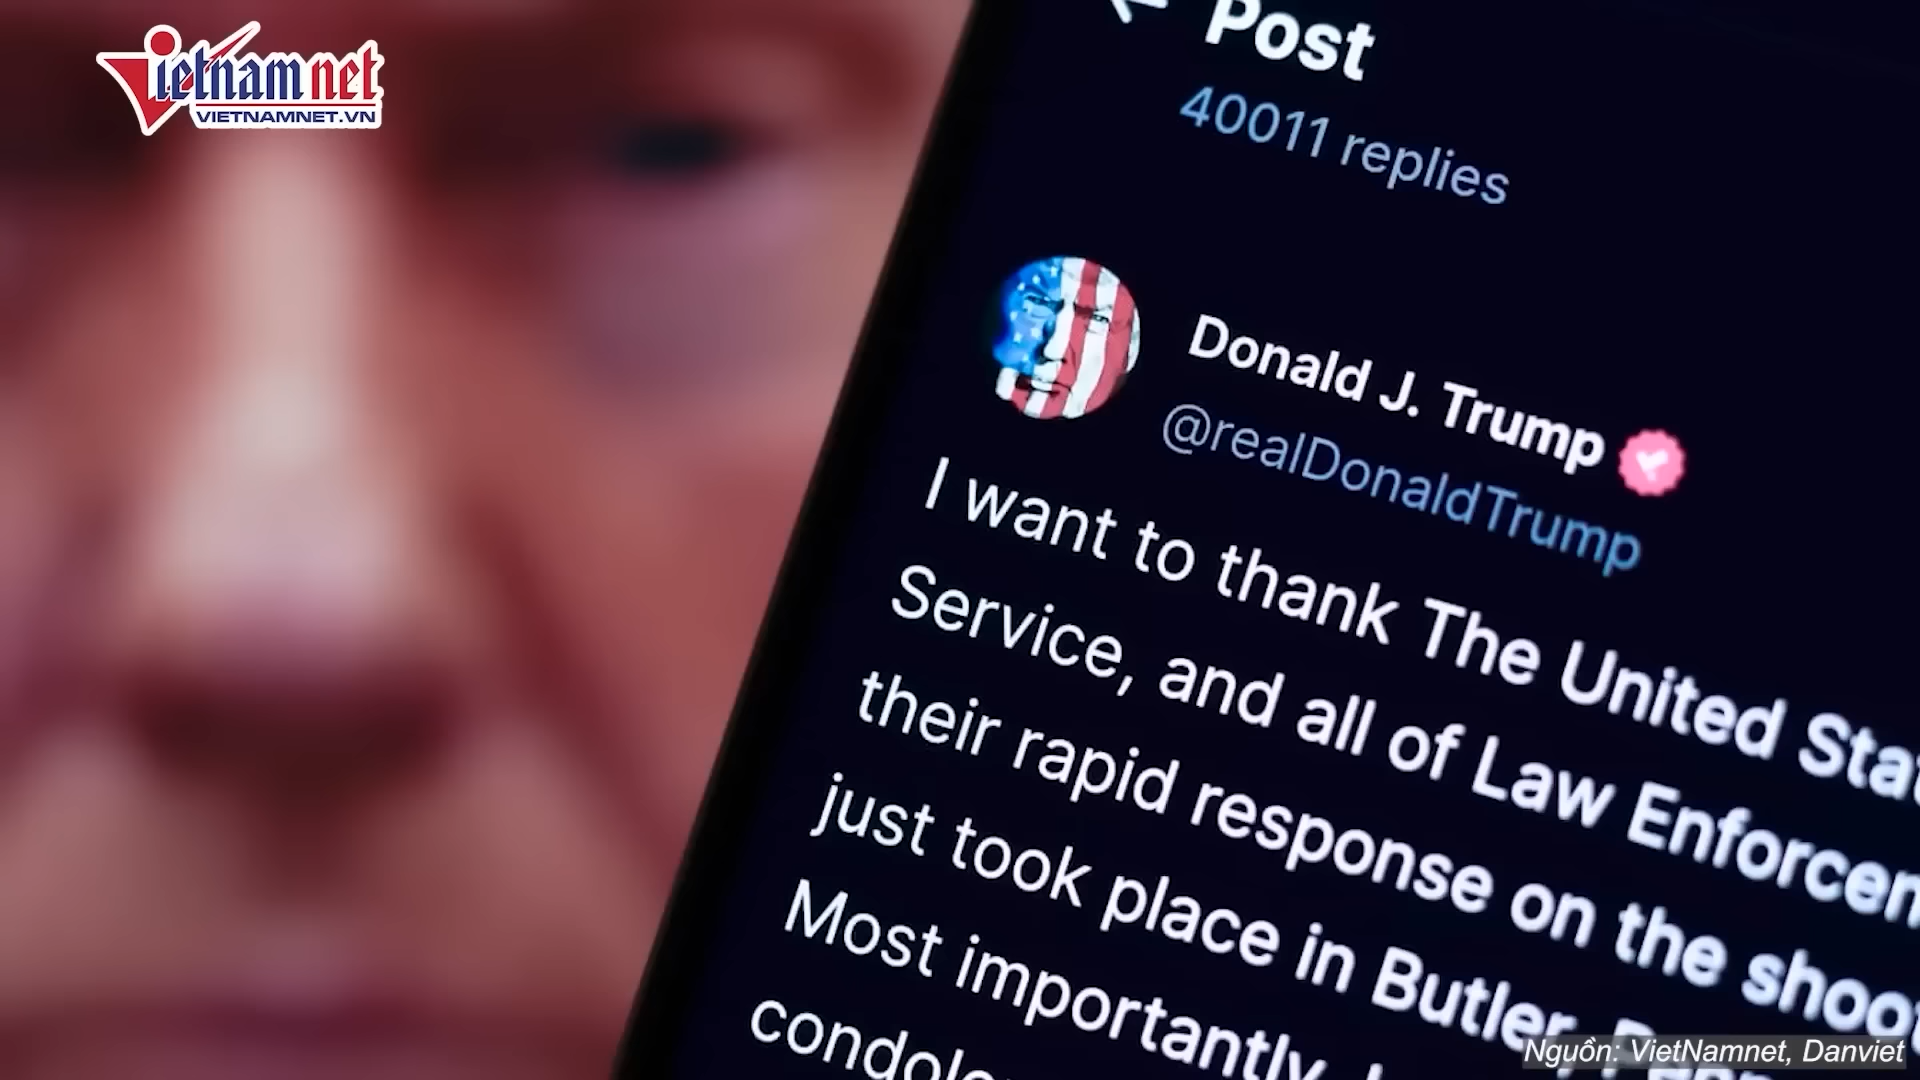 Vietnamnet
VIETNAMNET.VN
Post
40011 replies
Donald J. Trump
@realDonaldTrump
I want to thank The United Sta
Service, and all of Law Enforcem
their rapid response on the shoo
just took place in Butler,
Most importantly,
condole
Nguồn: VietNamnet, Danviet